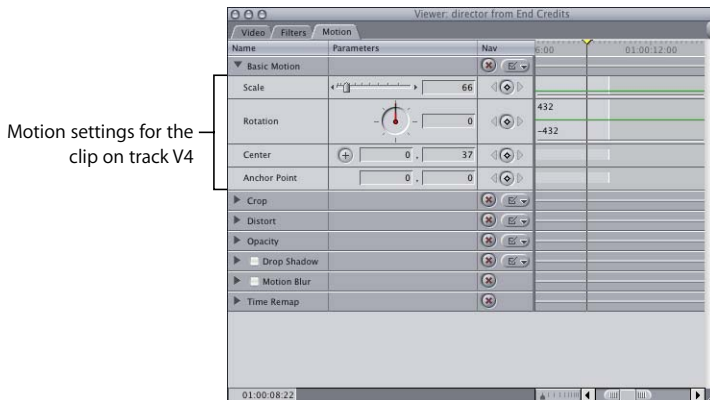 Viewer: director from End Credits
Video Filters Motion
Name Parameters Nav 6:00 01:00:12:00
Basic Motion
Scale 66
Rotation 0 432
-432
Center 0 , 37
Anchor Point 0 , 0
Crop
Distort
Opacity
Drop Shadow
Motion Blur
Time Remap
01:00:08:22
Motion settings for the
clip on track V4